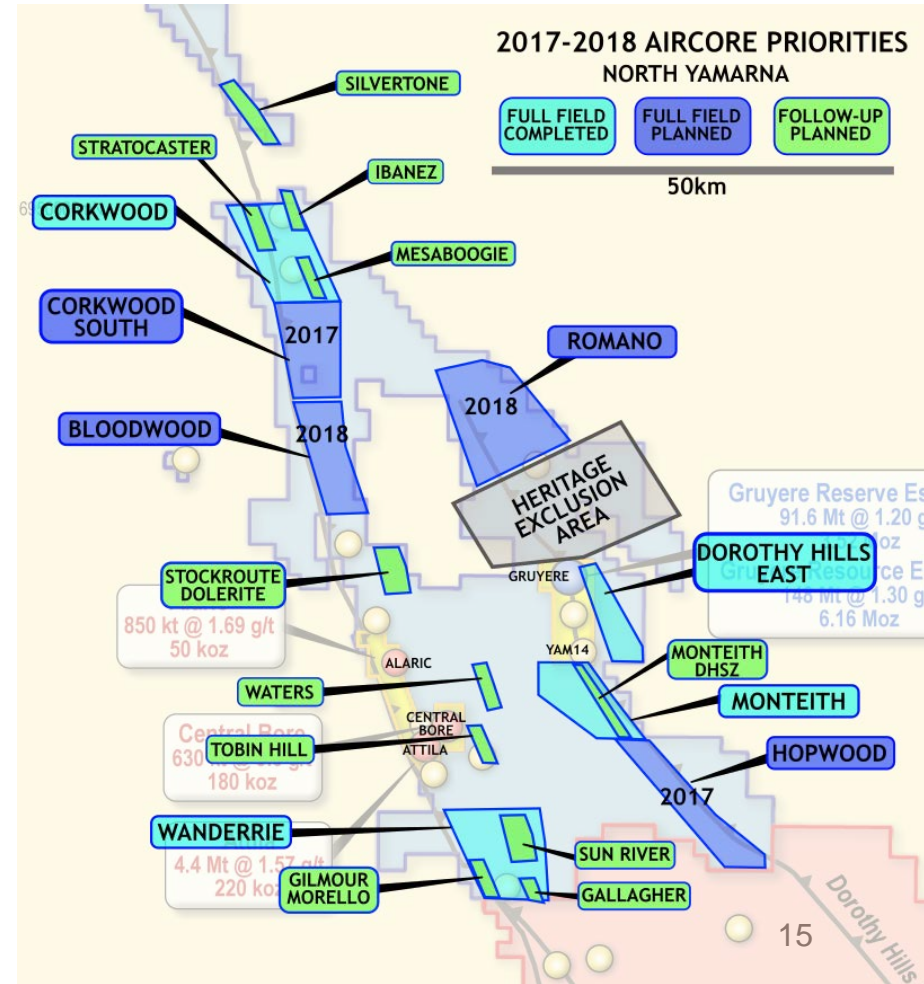 2017-2018 AIRCORE PRIORITIES
NORTH YAMARNA
FULL FIELD
COMPLETED
FULL FIELD
PLANNED
FOLLOW-UP
PLANNED
50km
SILVERTONE
STRATOCASTER
IBANEZ
CORKWOOD
MESABOOGIE
CORKWOOD
SOUTH
2017
ROMANO
2018
BLOODWOOD
2018
HERITAGE
EXCLUSION
AREA
Gruyere Reserve
91.6 Mt @ 1.20
GRUYERE
DOROTHY HILLS
EAST
148 Mt @ 1.30
6.16 Moz
STOCKROUTE
DOLERITE
850 kt @ 1.69 g/t
50 koz
ALARIC
YAM14
MONTEITH
DHSZ
WATERS
MONTEITH
CENTRAL
BORE
Central Bore
630
TOBIN HILL
ATTILA
180 koz
HOPWOOD
2017
WANDERRIE
4.4 Mt @ 1.57 g/t
220 koz
SUN RIVER
GILMOUR
MORELLO
GALLAGHER
Dorothy Hills
15